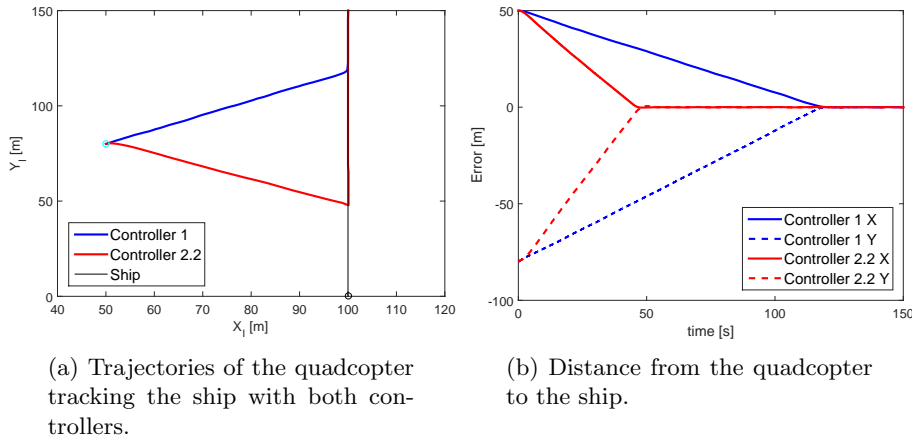 150
100
50
0
Y_I [m]
Controller 1
Controller 2.2
Ship
40 50 60 70 80 90 100 110 120
X_I [m]
(a) Trajectories of the quadcopter
tracking the ship with both con-
trollers.
50
0
-50
-100
Error [m]
Controller 1 X
Controller 1 Y
Controller 2.2 X
Controller 2.2 Y
0 50 100 150
time [s]
(b) Distance from the quadcopter
to the ship.